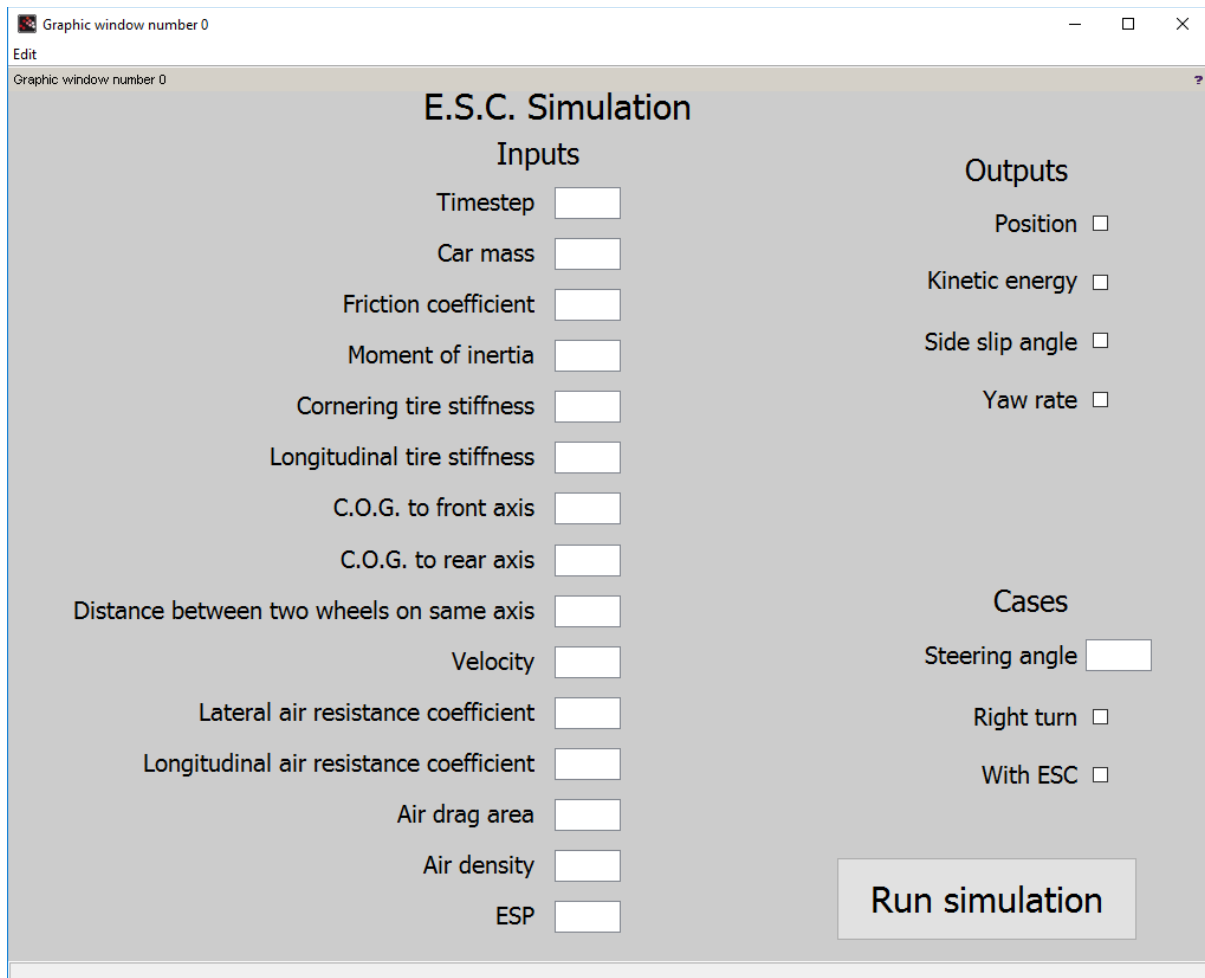 Graphic window number 0
Edit
Graphic window number 0
?
E.S.C. Simulation
Inputs
Timestep
Car mass
Friction coefficient
Moment of inertia
Cornering tire stiffness
Longitudinal tire stiffness
C.O.G. to front axis
C.O.G. to rear axis
Distance between two wheels on same axis
Velocity
Lateral air resistance coefficient
Longitudinal air resistance coefficient
Air drag area
Air density
ESP
Outputs
Position
Kinetic energy
Side slip angle
Yaw rate
Cases
Steering angle
Right turn
With ESC
Run simulation